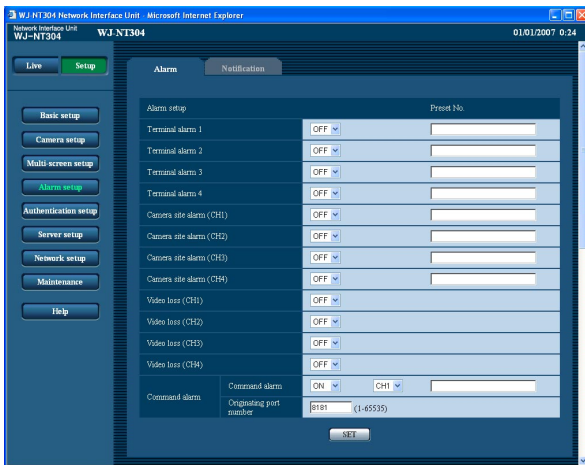 WJ-NT304 Network Interface Unit - Microsoft Internet Explorer
Network Interface Unit
WJ-NT304
WJ-NT304
01/01/2007 0:24
Live
Setup
Alarm
Notification
Basic setup
Camera setup
Multi-screen setup
Alarm setup
Authentication setup
Server setup
Network setup
Maintenance
Help
Alarm setup
Preset No.
Terminal alarm 1
OFF
Terminal alarm 2
OFF
Terminal alarm 3
OFF
Terminal alarm 4
OFF
Camera site alarm (CH1)
OFF
Camera site alarm (CH2)
OFF
Camera site alarm (CH3)
OFF
Camera site alarm (CH4)
OFF
Video loss (CH1)
OFF
Video loss (CH2)
OFF
Video loss (CH3)
OFF
Video loss (CH4)
OFF
Command alarm
Command alarm
ON
CH1
Originating port
number
8181
(1-65535)
SET